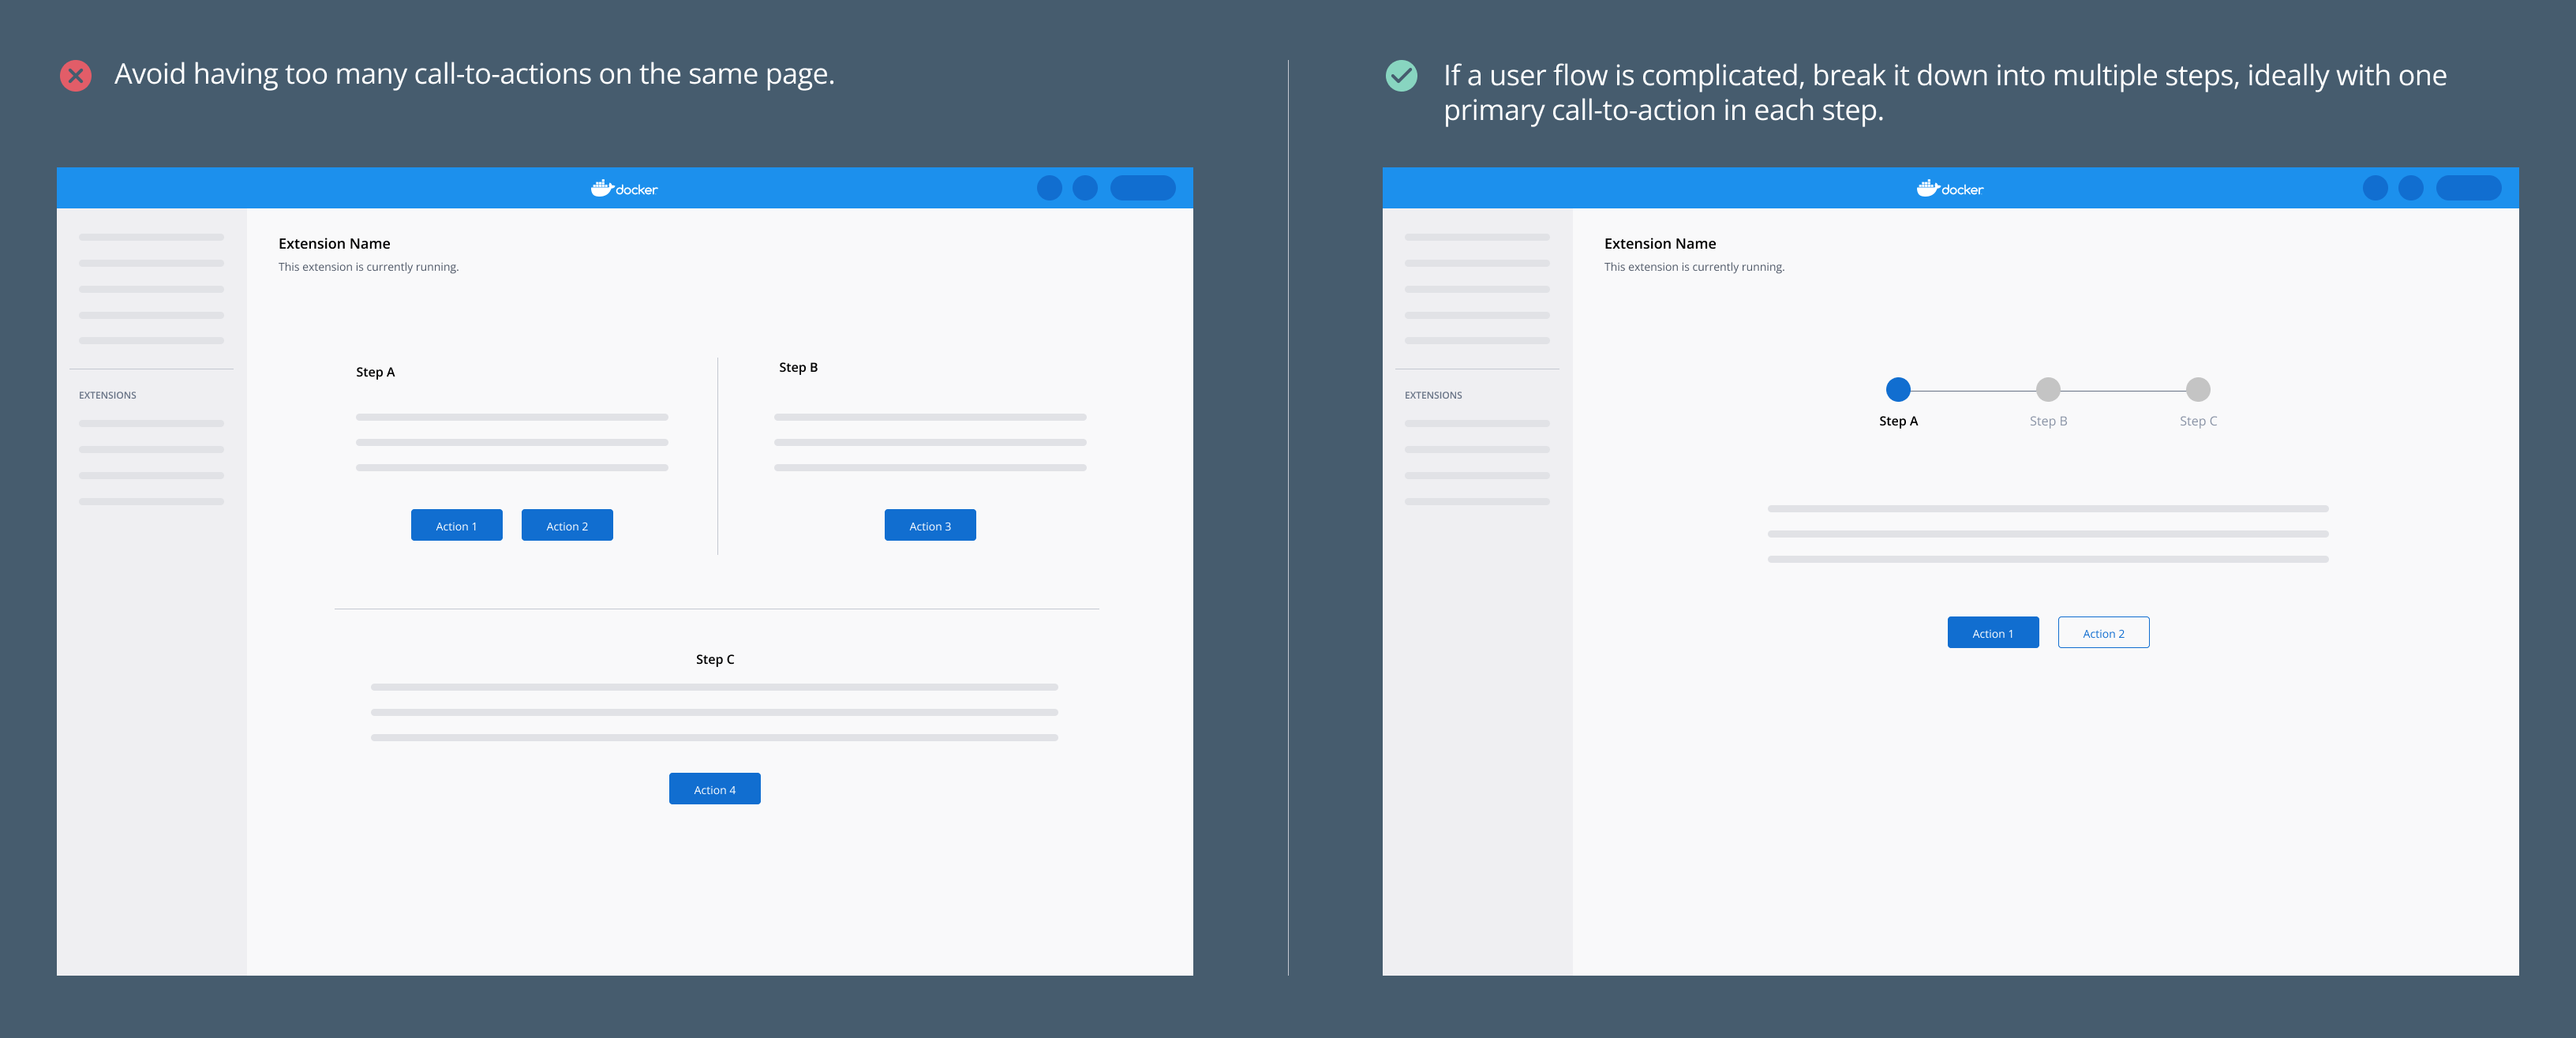 Avoid having too many call-to-actions on the same page.
docker
Extension Name
This extension is currently running.
EXTENSIONS
Step A
Step B
Action 1
Action 2
Action 3
Step C
Action 4
If a user flow is complicated, break it down into multiple steps, ideally with one
primary call-to-action in each step.
docker
Extension Name
This extension is currently running.
EXTENSIONS
Step A
Step B
Step C
Action 1
Action 2